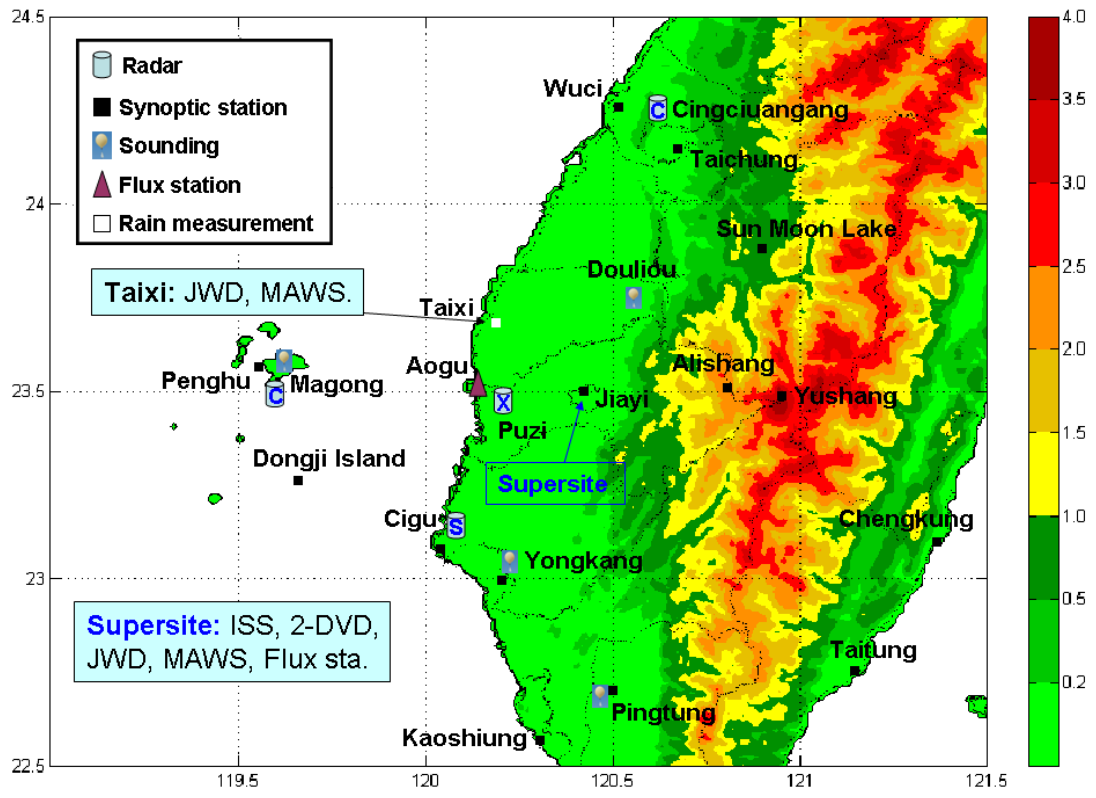 24.5
24
23.5
23
22.5
119.5
120
120.5
121
121.5
Radar
Synoptic station
Sounding
Flux station
Rain measurement
Taixi: JWD, MAWS.
Supersite: ISS, 2-DVD,
JWD, MAWS, Flux sta.
Wuci
C
Cingciuangang
Taichung
Sun Moon Lake
Douliou
Taixi
Aogu
Penghu
Magong
C
X
Puzi
Jiayi
Alishang
Yushang
Supersite
Dongji Island
Cigu
S
Yongkang
Chengkung
Taitung
Pingtung
Kaoshiung
4.0
3.5
3.0
2.5
2.0
1.5
1.0
0.5
0.2